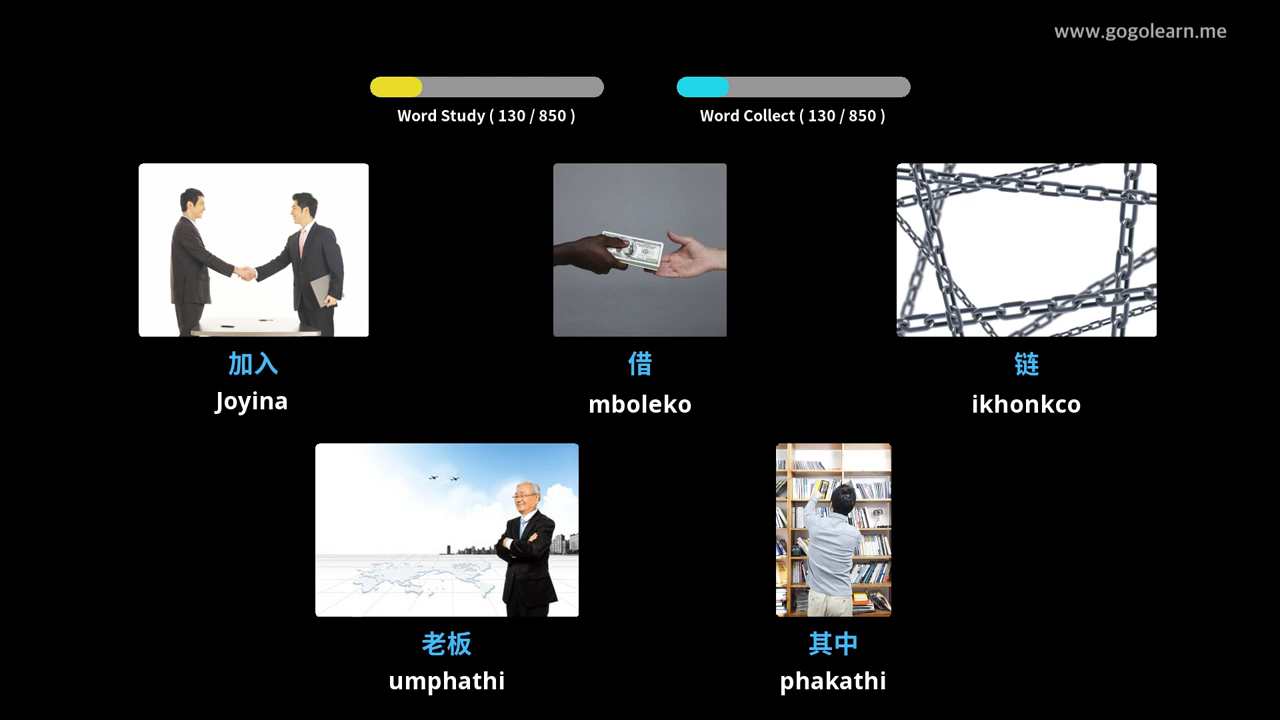 www.gogolearn.me
Word Study ( 130 / 850 )
Word Collect ( 130 / 850 )
加入
Joyina
借
mboleko
链
ikhonkco
老板
umphathi
其中
phakathi